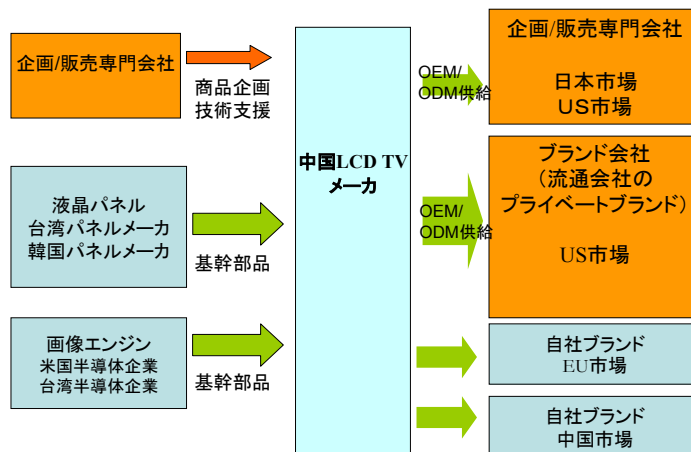 企画/販売専門会社
商品企画
技術支援
液晶パネル
台湾パネルメーカ
韓国パネルメーカ
基幹部品
画像エンジン
米国半導体企業
台湾半導体企業
基幹部品
中国LCD TV
メーカ
OEM/
ODM供給
企画/販売専門会社
日本市場
US市場
OEM/
ODM供給
ブランド会社
(流通会社の
プライベートブランド)
US市場
自社ブランド
EU市場
自社ブランド
中国市場